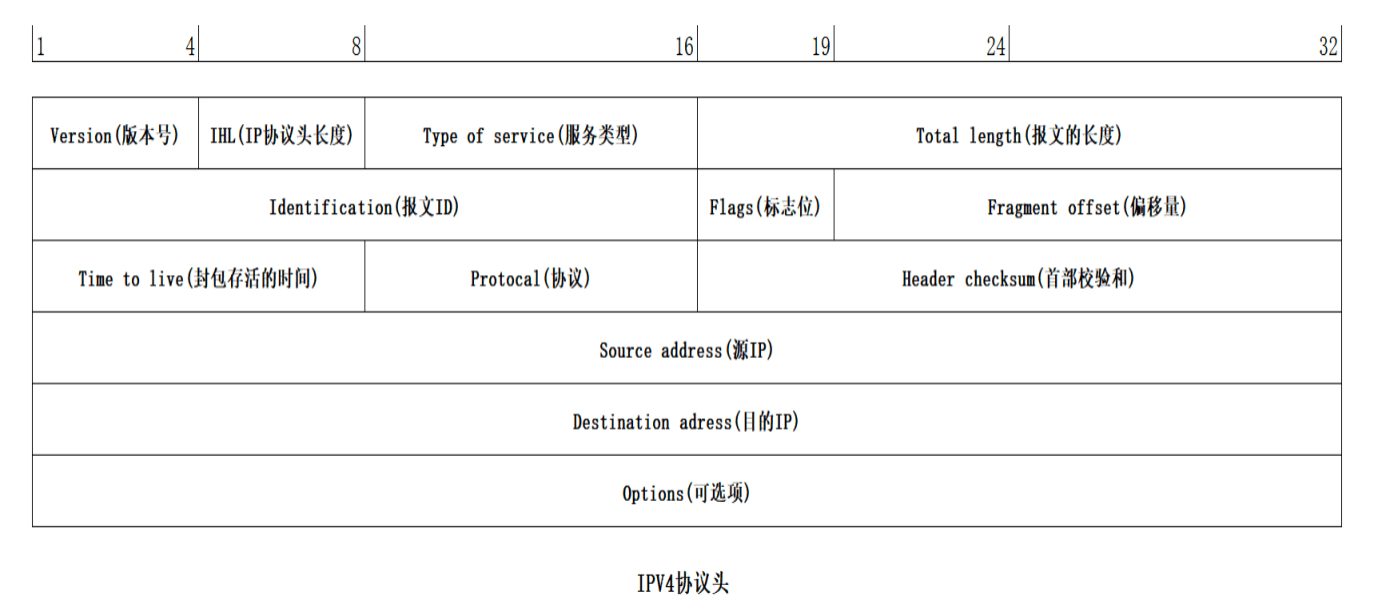 1 4 8 16 19 24 32
Version(版本号) IHL(IP协议头长度) Type of service(服务类型) Total length(报文的长度)
Identification(报文ID) Flags(标志位) Fragment offset(偏移量)
Time to live(封包存活的时间) Protocal(协议) Header checksum(首部校验和)
Source address(源IP)
Destination adress(目的IP)
Options(可选项)
IPV4协议头